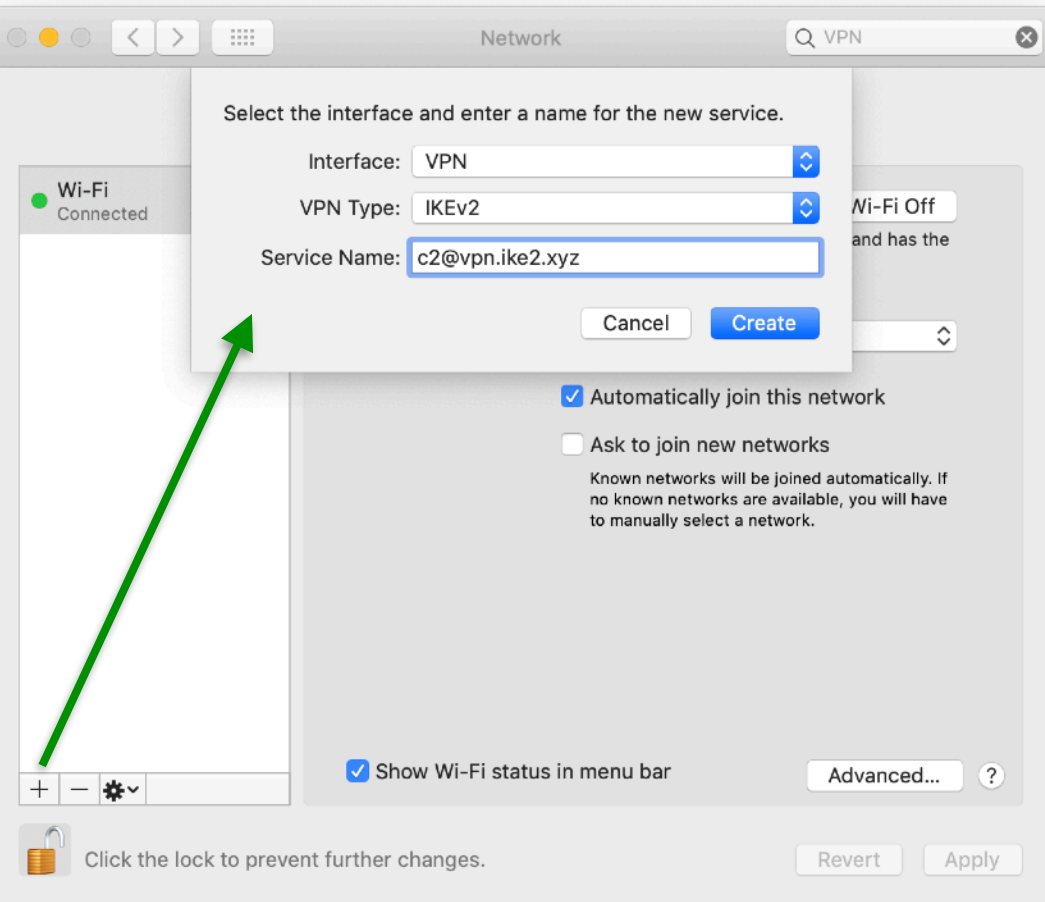 Network
VPN
Select the interface and enter a name for the new service.
Interface: VPN
VPN Type: IKEv2
Service Name: c2@vpn.ike2.xyz
Cancel Create
Wi-Fi
Connected
Wi-Fi Off
and has the
Automatically join this network
Ask to join new networks
Known networks will be joined automatically. If
no known networks are available, you will have
to manually select a network.
Show Wi-Fi status in menu bar
Advanced... ?
+ −
Click the lock to prevent further changes.
Revert Apply